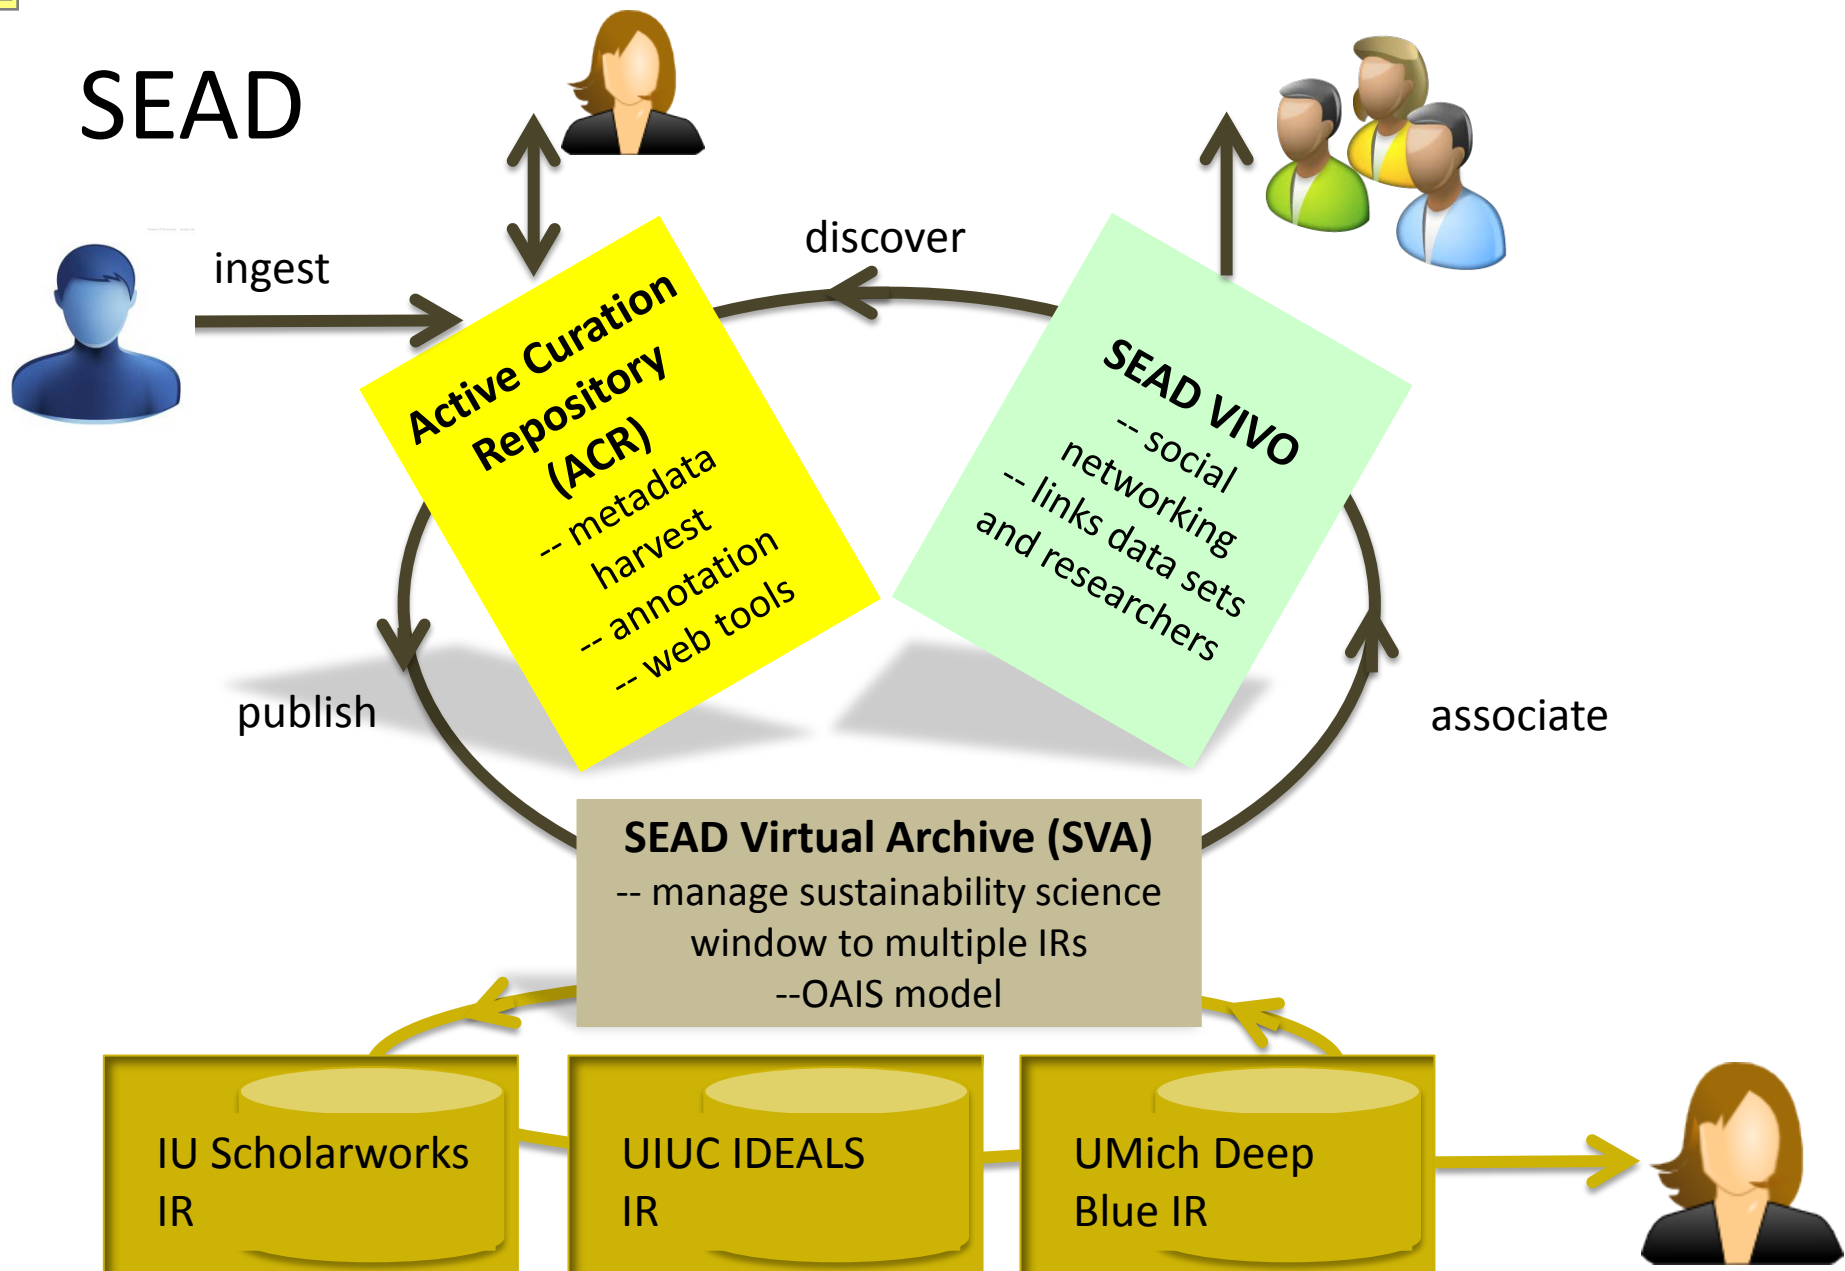 SEAD
ingest
discover
Active Curation
Repository
(ACR)
-- metadata
harvest
-- annotation
-- web tools
SEAD VIVO
-- social
networking
-- links data sets
and researchers
publish
associate
SEAD Virtual Archive (SVA)
-- manage sustainability science
window to multiple IRs
--OAIS model
IU Scholarworks
IR
UIUC IDEALS
IR
UMich Deep
Blue IR